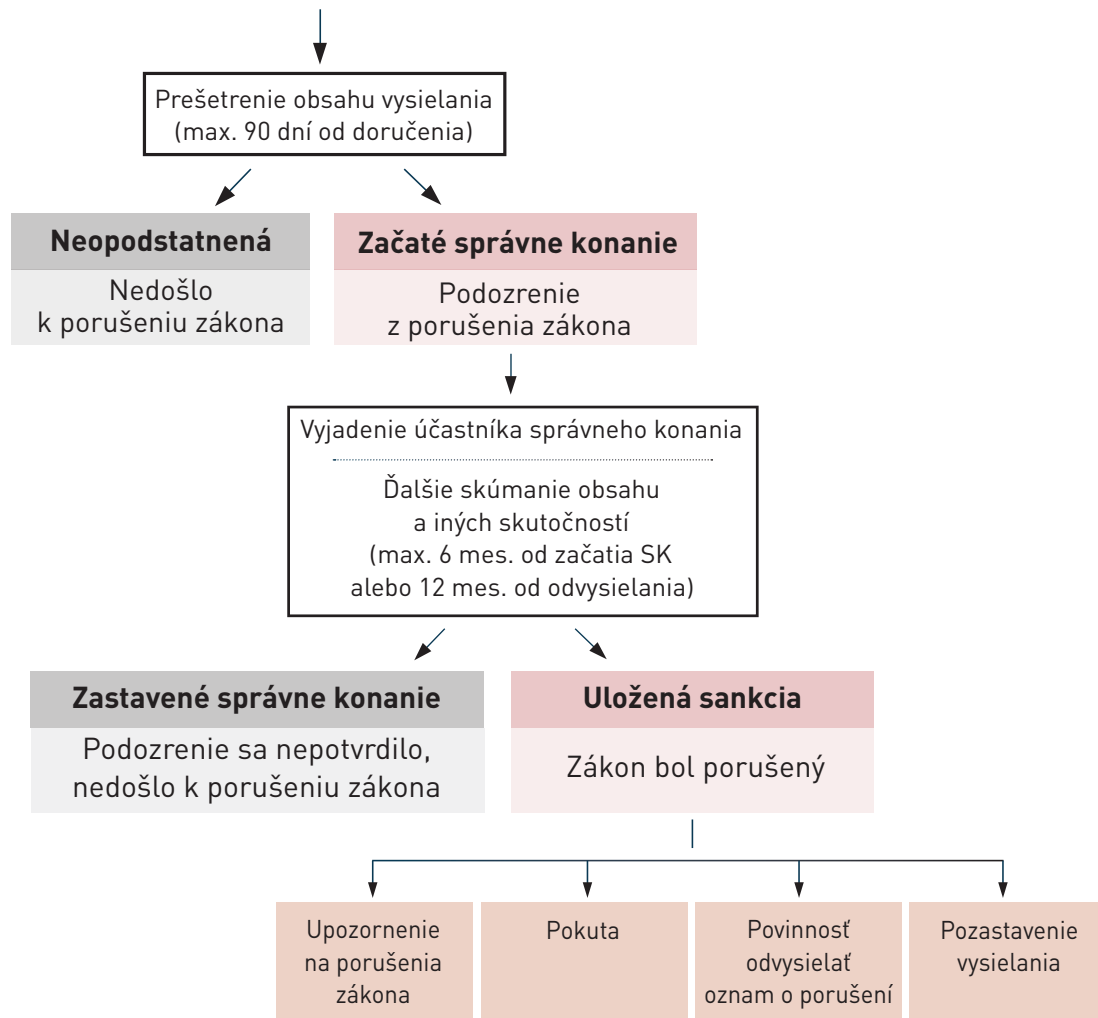 Prešetrenie obsahu vysielania
(max. 90 dní od doručenia)
Neopodstatnená
Nedošlo
k porušeniu zákona
Začaté správne konanie
Podozrenie
z porušenia zákona
Vyjadenie účastníka správneho konania
Ďalšie skúmanie obsahu
a iných skutočností
(max. 6 mes. od začatia SK
alebo 12 mes. od odvysielania)
Zastavené správne konanie
Podozrenie sa nepotvrdilo,
nedošlo k porušeniu zákona
Uložená sankcia
Zákon bol porušený
Upozornenie
na porušenia
zákona
Pokuta
Povinnosť
odvysielať
oznam o porušení
Pozastavenie
vysielania